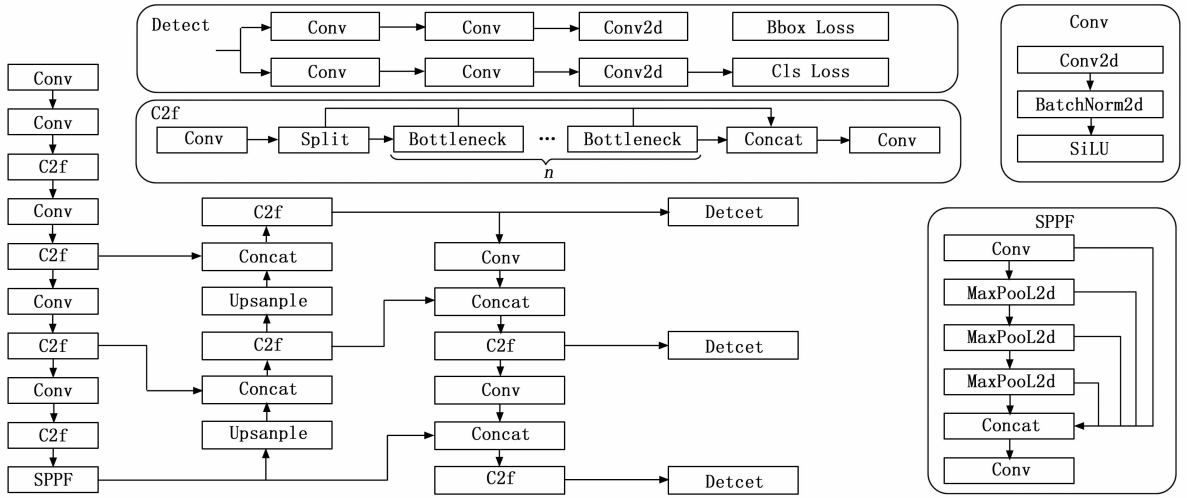 Detect
Conv
Conv
Conv2d
Bbox Loss
Conv
Conv
Conv2d
Cls Loss
C2f
Conv
Split
Bottleneck
...
Bottleneck
Concat
Conv
n
Conv
Conv2d
BatchNorm2d
SiLU
Conv
Conv
C2f
Conv
C2f
Conv
C2f
Conv
C2f
SPPF
C2f
Concat
Upsanple
C2f
Concat
Upsanple
Conv
Concat
C2f
Conv
Concat
C2f
Detcet
Detcet
Detcet
SPPF
Conv
MaxPooL2d
MaxPooL2d
MaxPooL2d
Concat
Conv